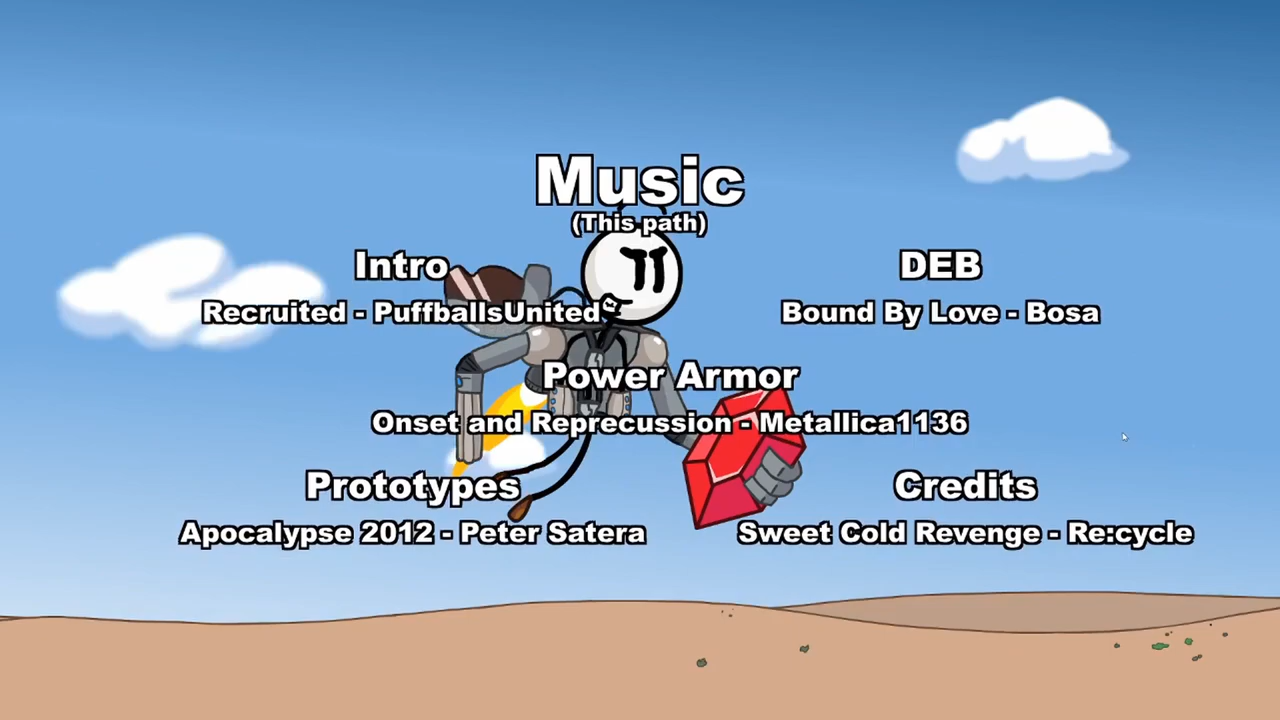 Music
(This path)
Intro
Recruited - PuffballsUnited
DEB
Bound By Love - Bosa
Power Armor
Onset and Reprecussion - Metallica1136
Prototypes
Apocalypse 2012 - Peter Satera
Credits
Sweet Cold Revenge - Re:cycle